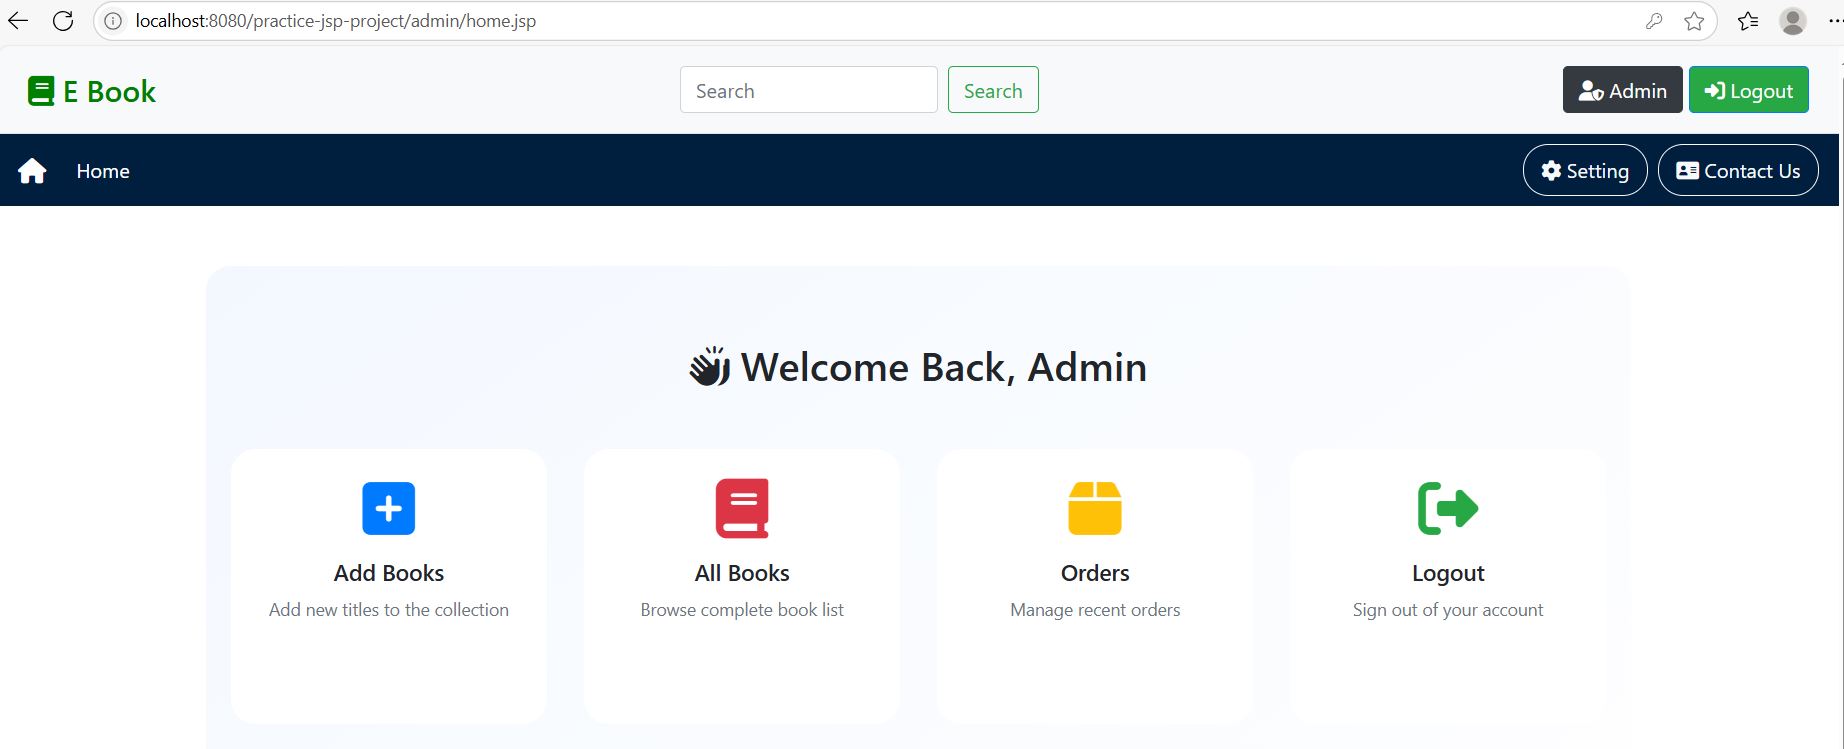 localhost:8080/practice-jsp-project/admin/home.jsp
E Book
Search
Search
Admin
Logout
Home
Setting
Contact Us
Welcome Back, Admin
Add Books
Add new titles to the collection
All Books
Browse complete book list
Orders
Manage recent orders
Logout
Sign out of your account